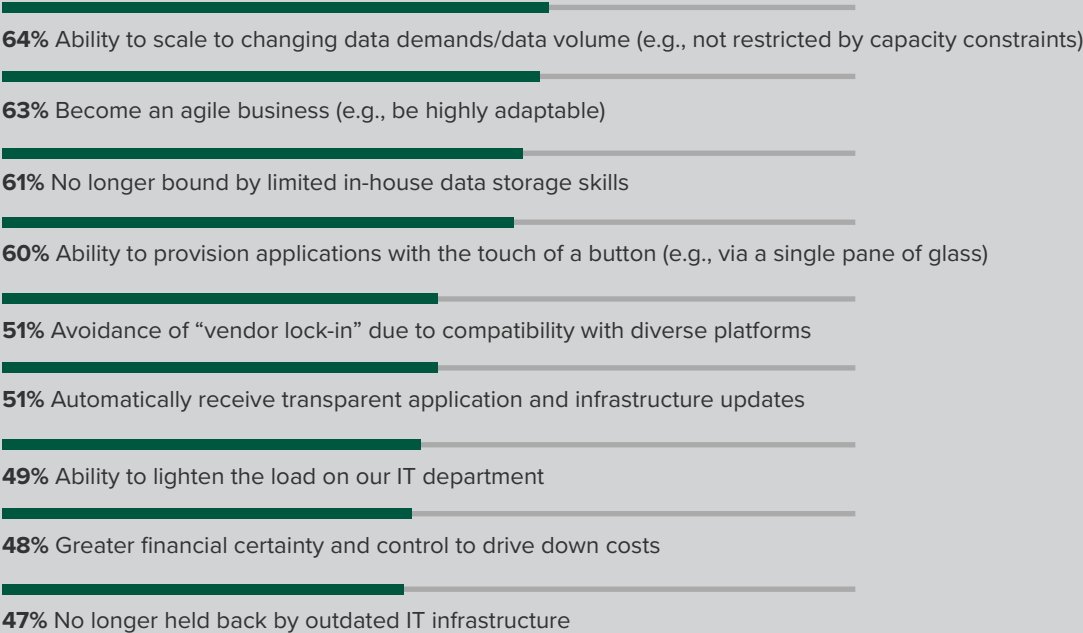 64% Ability to scale to changing data demands/data volume (e.g., not restricted by capacity constraints)
63% Become an agile business (e.g., be highly adaptable)
61% No longer bound by limited in-house data storage skills
60% Ability to provision applications with the touch of a button (e.g., via a single pane of glass)
51% Avoidance of “vendor lock-in” due to compatibility with diverse platforms
51% Automatically receive transparent application and infrastructure updates
49% Ability to lighten the load on our IT department
48% Greater financial certainty and control to drive down costs
47% No longer held back by outdated IT infrastructure